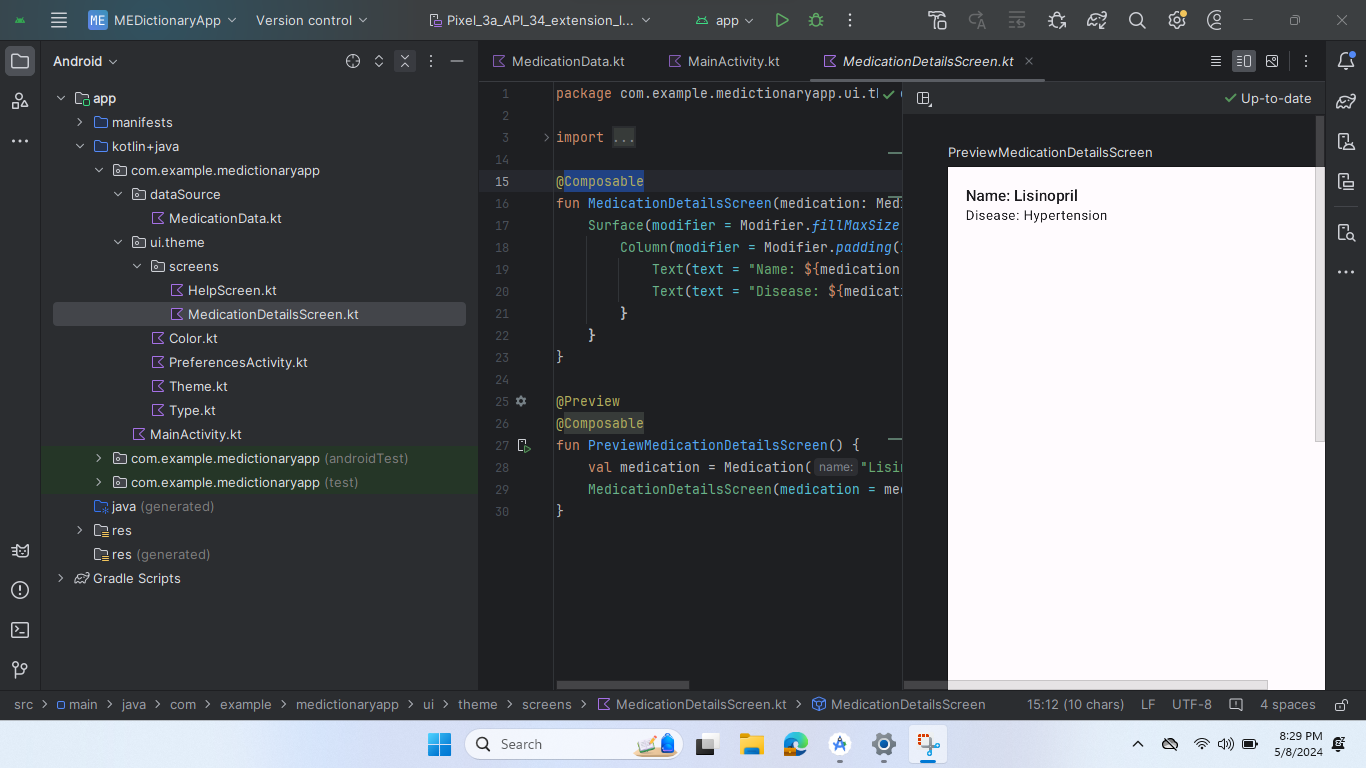 ME MEDictionaryApp Version control Pixel_3a_API_34_extension_l... app
Android
MedicationData.kt MainActivity.kt MedicationDetailsScreen.kt
app
manifests
kotlin+java
com.example.medictionaryapp
dataSource
MedicationData.kt
ui.theme
screens
HelpScreen.kt
MedicationDetailsScreen.kt
Color.kt
PreferencesActivity.kt
Theme.kt
Type.kt
MainActivity.kt
com.example.medictionaryapp (androidTest)
com.example.medictionaryapp (test)
java (generated)
res
res (generated)
Gradle Scripts
1 package com.example.medictionaryapp.ui.t
2
3 import ...
14
15 @Composable
16 fun MedicationDetailsScreen(medication: Med
17 Surface(modifier = Modifier.fillMaxSize
18 Column(modifier = Modifier.padding(
19 Text(text = "Name: ${medication
20 Text(text = "Disease: ${medicat
21 }
22 }
23 }
24
25 @Preview
26 @Composable
27 fun PreviewMedicationDetailsScreen() {
28 val medication = Medication( name: "Lisi
29 MedicationDetailsScreen(medication = me
30 }
Up-to-date
PreviewMedicationDetailsScreen
Name: Lisinopril
Disease: Hypertension
src main java com example medictionaryapp ui theme screens MedicationDetailsScreen.kt MedicationDetailsScreen 15:12 (10 chars) LF UTF-8 4 spaces
Search
8:29 PM
5/8/2024